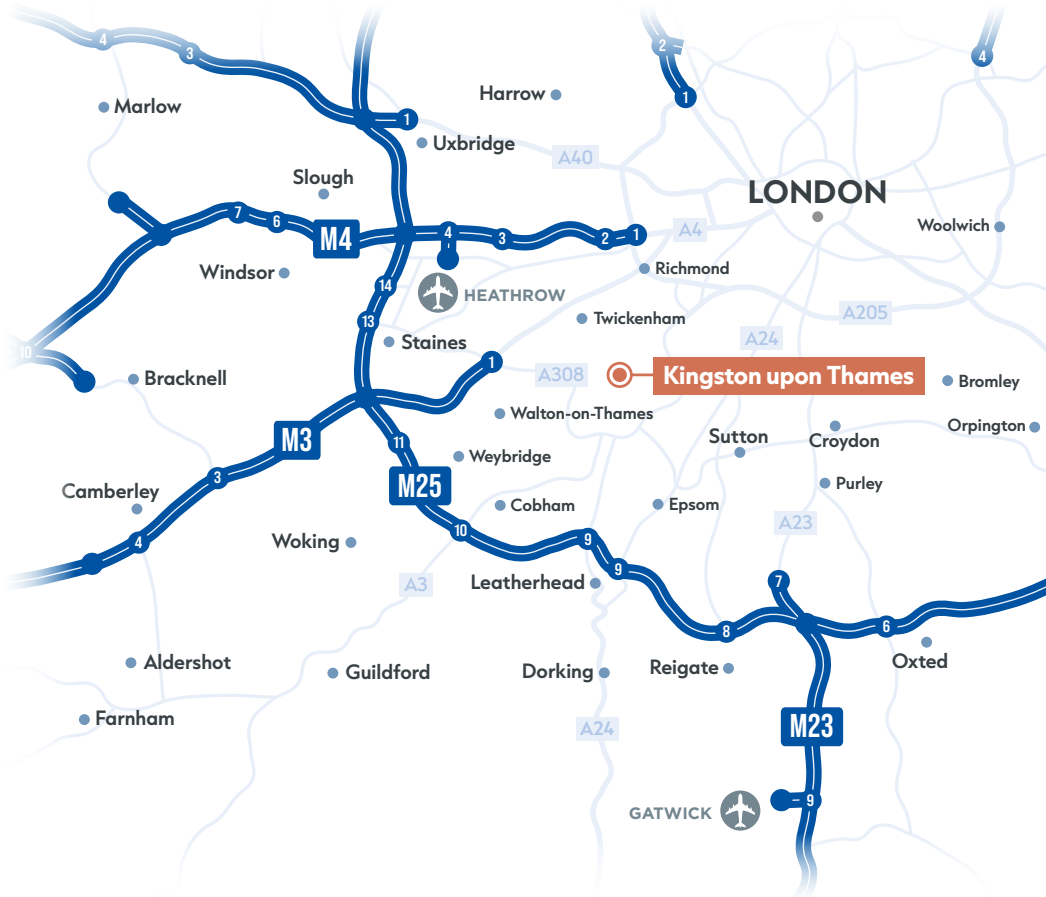 4
3
2
4
Harrow
1
Marlow
1
Uxbridge
A40
Slough
LONDON
7
6
M4
4
3
2
1
A4
Woolwich
Windsor
Richmond
14
HEATHROW
13
Twickenham
A205
A24
Staines
10
1
A308
Kingston upon Thames
Bracknell
Bromley
Walton-on-Thames
M3
11
Sutton
Croydon
Orpington
Weybridge
3
M25
Purley
Camberley
Cobham
Epsom
A23
10
4
Woking
9
9
Leatherhead
A3
7
8
6
Aldershot
Guildford
Dorking
Reigate
Oxted
Farnham
A24
M23
9
GATWICK